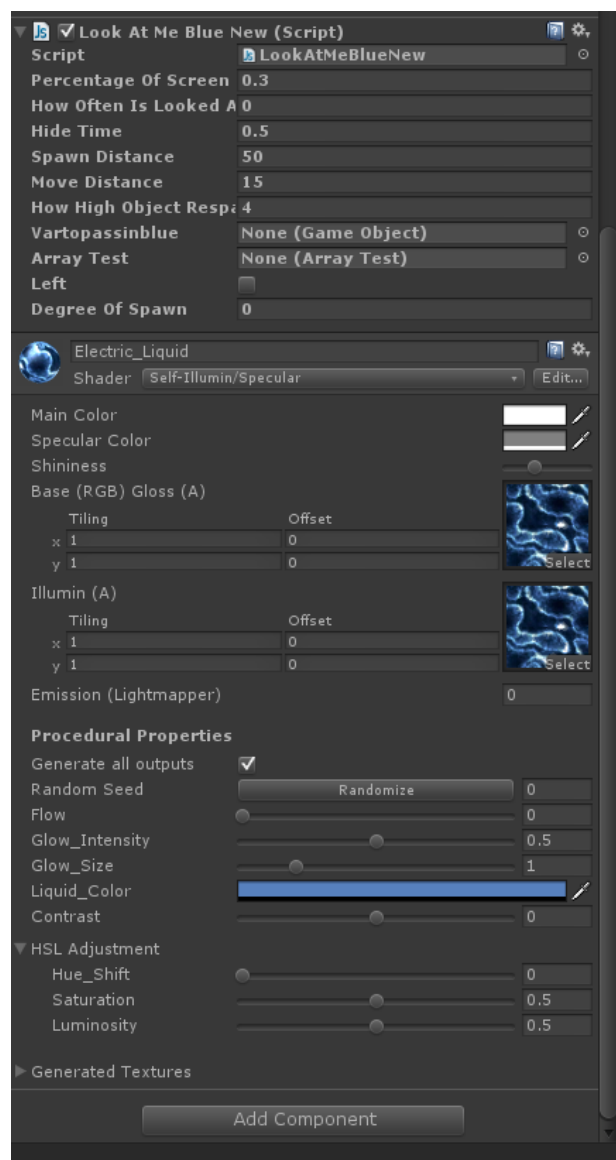 Look At Me Blue New (Script)
Script LookAtMeBlueNew
Percentage Of Screen 0.3
How Often Is Looked A 0
Hide Time 0.5
Spawn Distance 50
Move Distance 15
How High Object Respa 4
Vartopassinblue None (Game Object)
Array Test None (Array Test)
Left
Degree Of Spawn 0
Electric_Liquid
Shader Self-Illumin/Specular Edit...
Main Color
Specular Color
Shininess
Base (RGB) Gloss (A)
Tiling Offset
x 1 0
y 1 0 Select
Illumin (A)
Tiling Offset
x 1 0
y 1 0 Select
Emission (Lightmapper) 0
Procedural Properties
Generate all outputs
Random Seed Randomize 0
Flow 0
Glow_Intensity 0.5
Glow_Size 1
Liquid_Color
Contrast 0
HSL Adjustment
Hue_Shift 0
Saturation 0.5
Luminosity 0.5
Generated Textures
Add Component